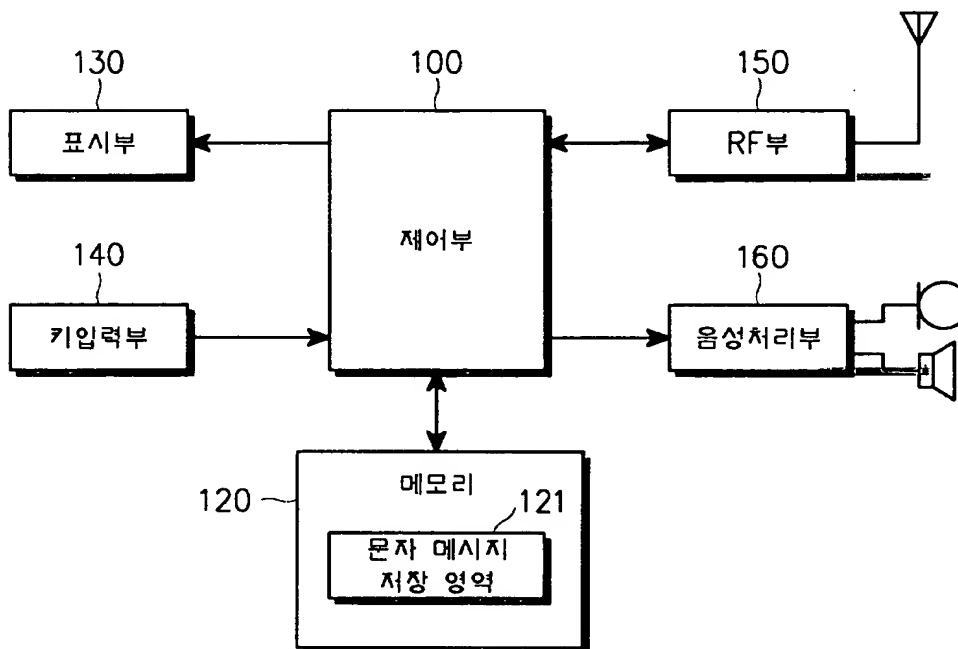 130
100
150
표시부
RF부
제어부
140
160
키입력부
음성처리부
120
메모리
121
문자 메시지
저장 영역